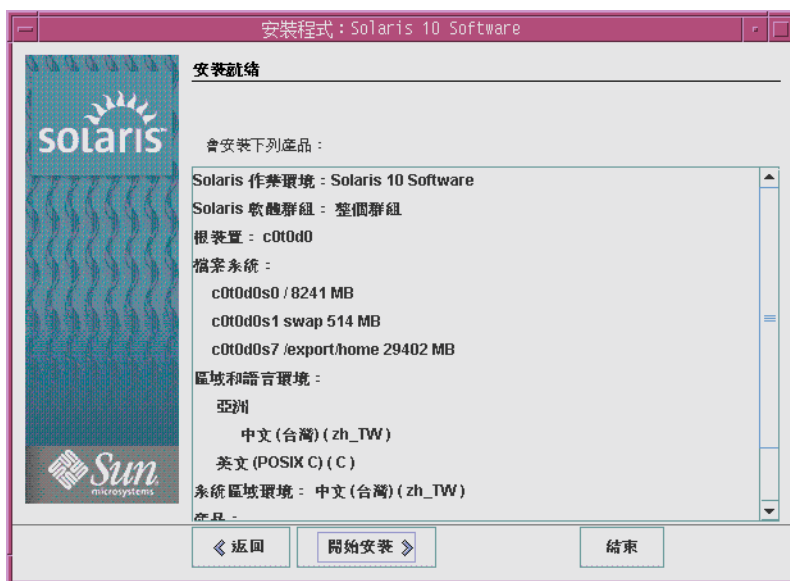 安裝程式：Solaris 10 Software
安裝就緒
solaris
會安裝下列產品：
Solaris 作業環境：Solaris 10 Software
Solaris 軟體群組： 整個群組
根裝置： c0t0d0
檔案系統：
c0t0d0s0 / 8241 MB
c0t0d0s1 swap 514 MB
c0t0d0s7 /export/home 29402 MB
區域和語言環境：
亞洲
中文 (台灣) ( zh_TW )
英文 (POSIX C) ( C )
系統區域環境： 中文 (台灣) ( zh_TW )
產品：
Sun
microsystems
返回
開始安裝
結束